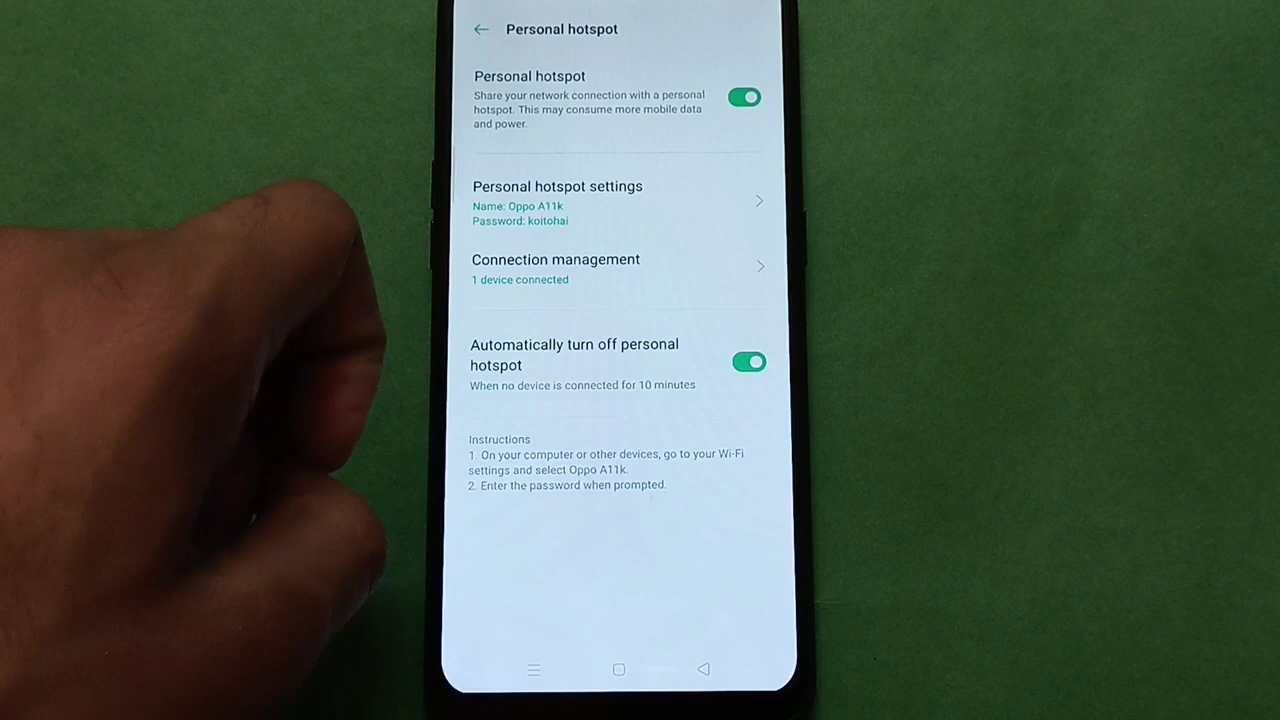 Personal hotspot
Personal hotspot
Share your network connection with a personal
hotspot. This may consume more mobile data
and power.
Personal hotspot settings
Name: Oppo A11k
Password: koitohai
Connection management
1 device connected
Automatically turn off personal
hotspot
When no device is connected for 10 minutes
Instructions
1. On your computer or other devices, go to your Wi-Fi
settings and select Oppo A11k.
2. Enter the password when prompted.